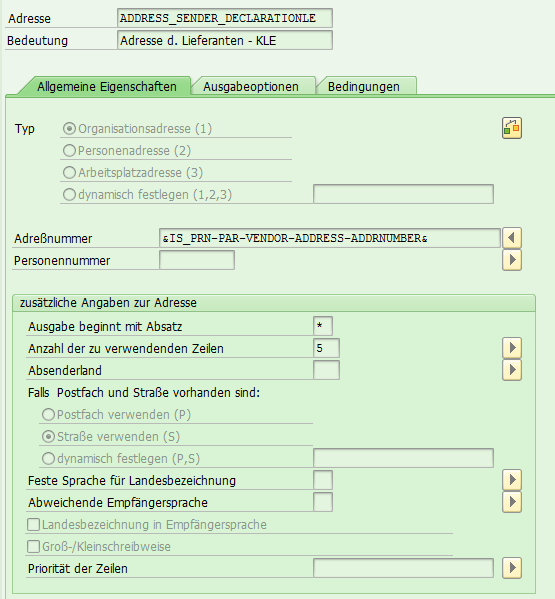 Adresse ADDRESS_SENDER_DECLARATIONLE
Bedeutung Adresse d. Lieferanten - KLE
Allgemeine Eigenschaften Ausgabeoptionen Bedingungen
Typ Organisationsadresse (1)
Personenadresse (2)
Arbeitsplatzadresse (3)
dynamisch festlegen (1,2,3)
Adreßnummer &IS_PRN-PAR-VENDOR-ADDRESS-ADDRNUMBER&
Personennummer
zusätzliche Angaben zur Adresse
Ausgabe beginnt mit Absatz *
Anzahl der zu verwendenden Zeilen 5
Absenderland
Falls Postfach und Straße vorhanden sind:
Postfach verwenden (P)
Straße verwenden (S)
dynamisch festlegen (P,S)
Feste Sprache für Landesbezeichnung
Abweichende Empfängersprache
Landesbezeichnung in Empfängersprache
Groß-/Kleinschreibweise
Priorität der Zeilen